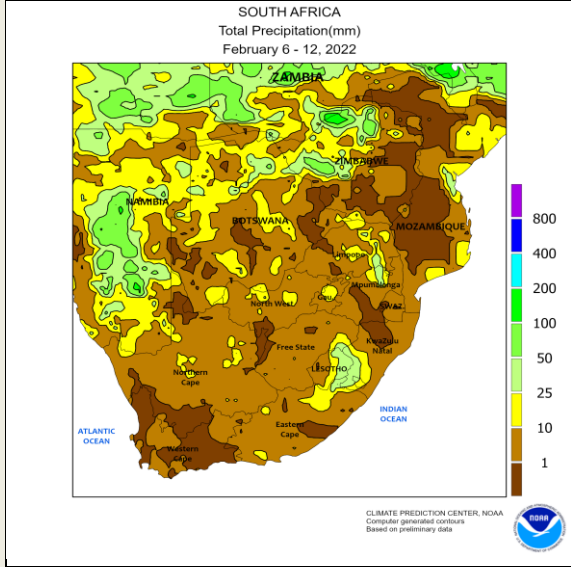 SOUTH AFRICA
Total Precipitation(mm)
February 6 - 12, 2022
ZAMBIA
ZIMBABWE
NAMIBIA
BOTSWANA
MOZAMBIQUE
Limpopo
Mpumalanga
North West
Gau.
SWAZ.
KwaZulu
Natal
Free State
LESOTHO
Northern
Cape
Eastern
Cape
Western
Cape
ATLANTIC
OCEAN
INDIAN
OCEAN
800
400
200
100
50
25
10
1
CLIMATE PREDICTION CENTER, NOAA
Computer generated contours
Based on preliminary data
NOAA